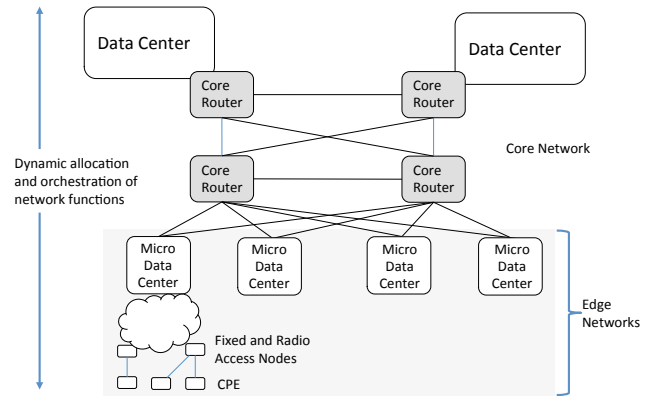 Data Center
Data Center
Core
Router
Core
Router
Core Network
Dynamic allocation
and orchestration of
network functions
Core
Router
Core
Router
Micro
Data
Center
Micro
Data
Center
Micro
Data
Center
Micro
Data
Center
Edge
Networks
Fixed and Radio
Access Nodes
CPE